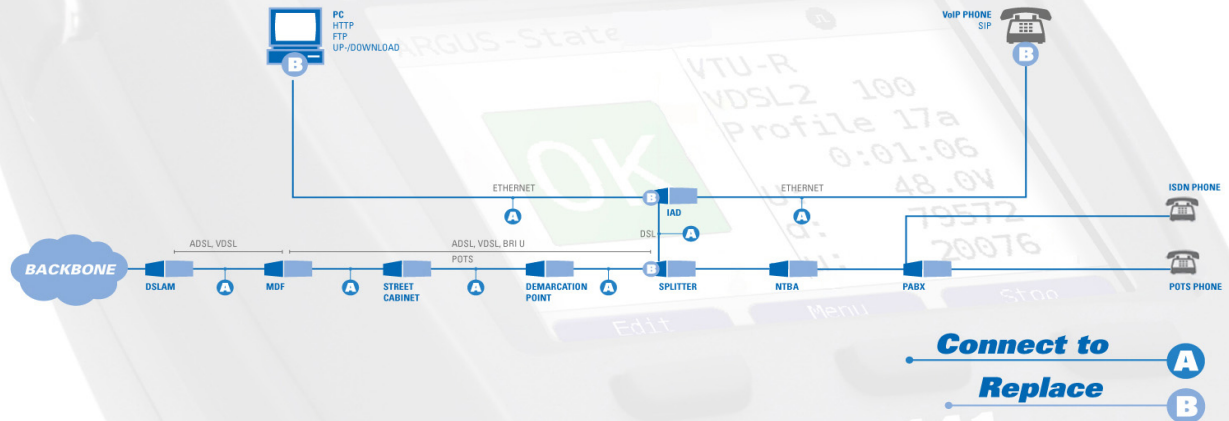 PC
HTTP
FTP
UP-/DOWNLOAD
B
VoIP PHONE
SIP
B
ARGUS-State
VTU-R
VDSL2 100
Profile 17a
0:01:06
48.0V
79572
20076
OK
Edit
Menu
Stop
ETHERNET
A
B
IAD
ETHERNET
A
ISDN PHONE
DSL
A
ADSL, VDSL
ADSL, VDSL, BRI U
POTS
BACKBONE
DSLAM
A
MDF
A
STREET
CABINET
A
DEMARCATION
POINT
A
B
SPLITTER
NTBA
PABX
POTS PHONE
Connect to
A
Replace
B